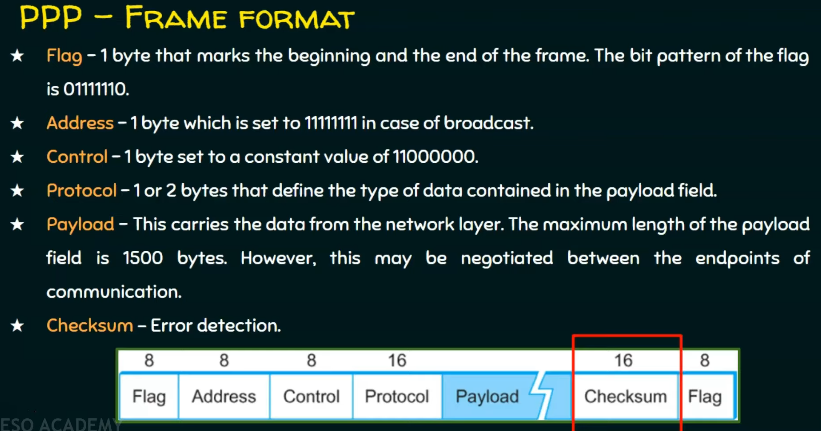 PPP – FRAME FORMAT
★ Flag – 1 byte that marks the beginning and the end of the frame. The bit pattern of the flag
is 01111110.
★ Address – 1 byte which is set to 11111111 in case of broadcast.
★ Control – 1 byte set to a constant value of 11000000.
★ Protocol – 1 or 2 bytes that define the type of data contained in the payload field.
★ Payload – This carries the data from the network layer. The maximum length of the payload
field is 1500 bytes. However, this may be negotiated between the endpoints of
communication.
★ Checksum – Error detection.
8 8 8 16 16 8
Flag Address Control Protocol Payload Checksum Flag
ESO ACADEMY